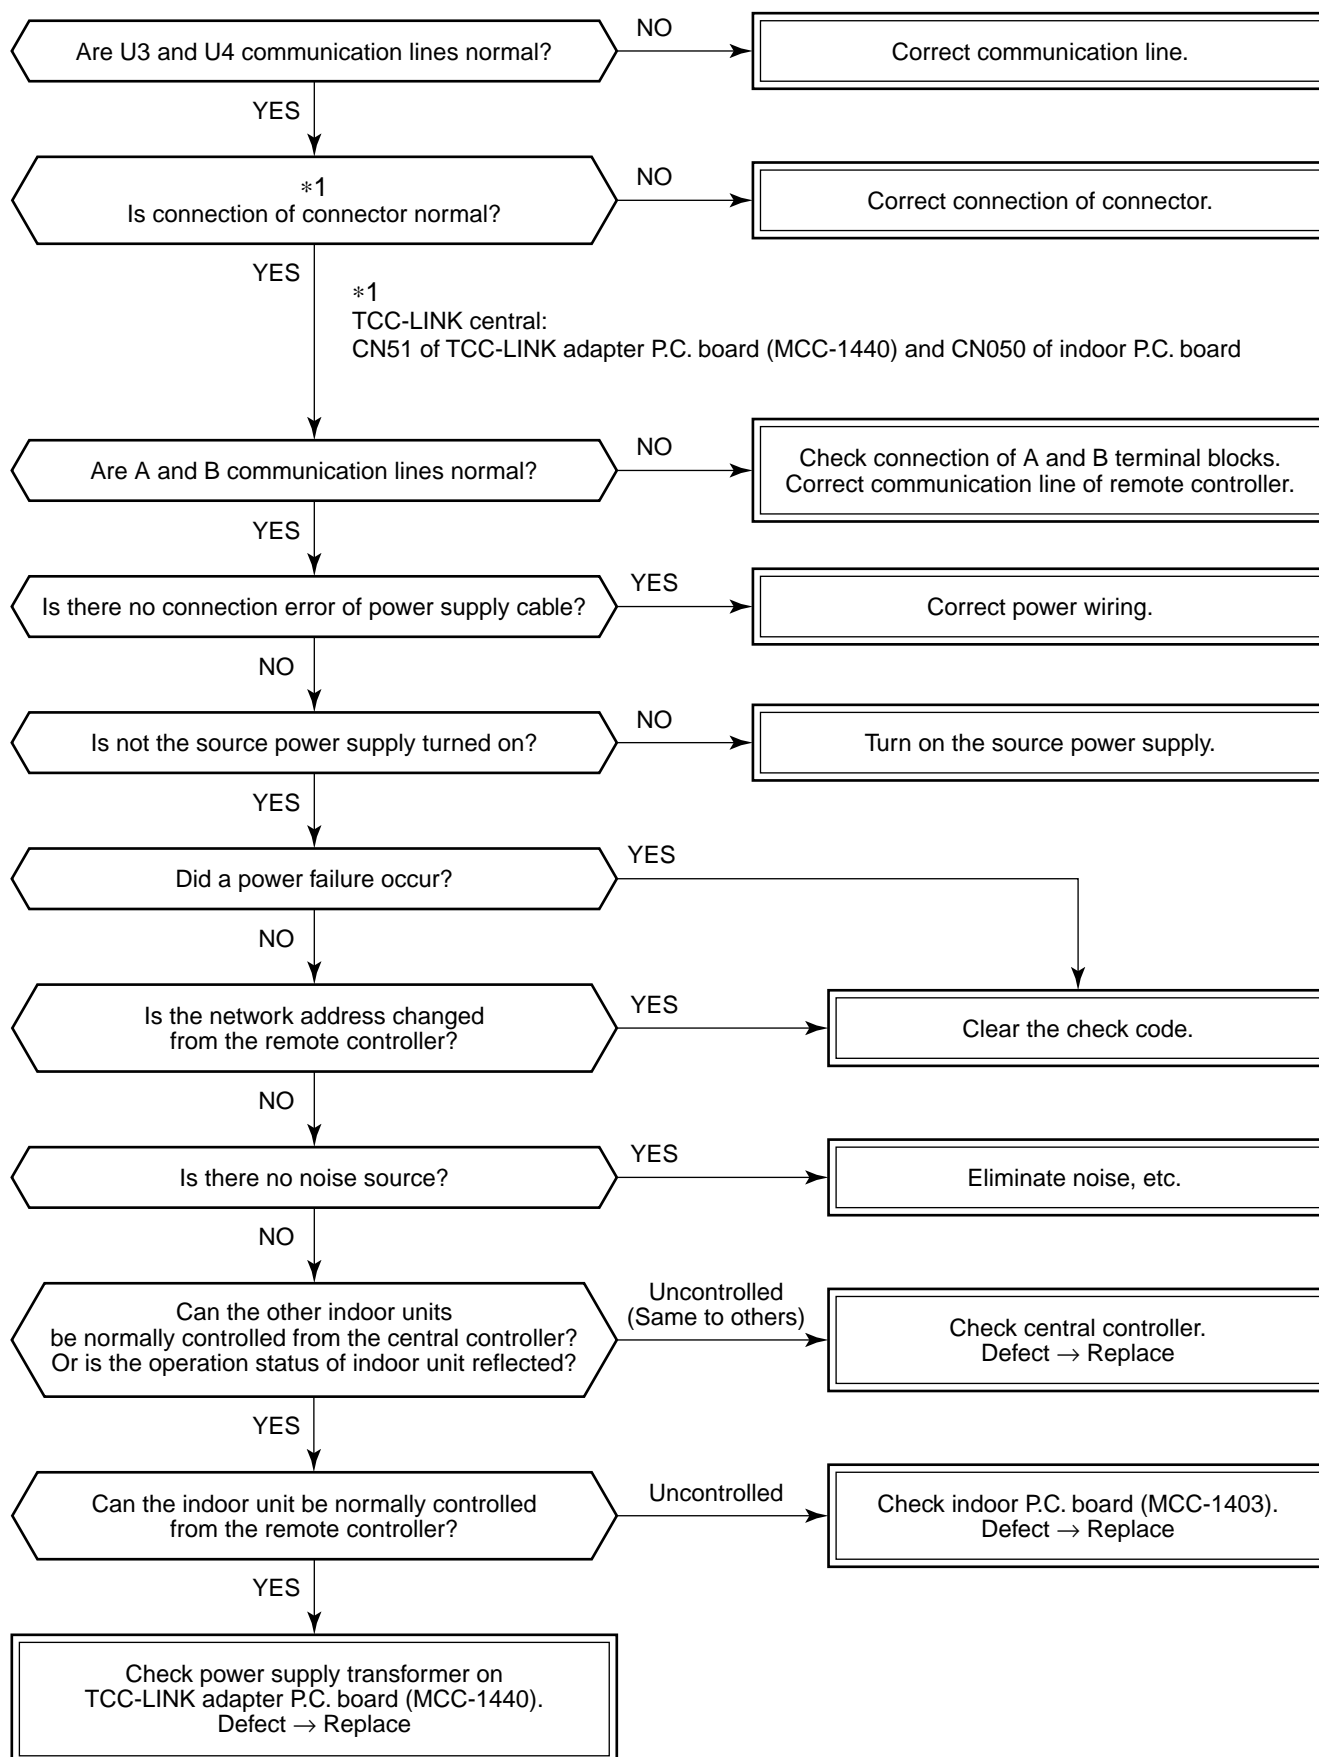 Are U3 and U4 communication lines normal?
NO
Correct communication line.
YES
*1
Is connection of connector normal?
NO
Correct connection of connector.
YES
*1
TCC-LINK central:
CN51 of TCC-LINK adapter P.C. board (MCC-1440) and CN050 of indoor P.C. board
Are A and B communication lines normal?
NO
Check connection of A and B terminal blocks.
Correct communication line of remote controller.
YES
Is there no connection error of power supply cable?
YES
Correct power wiring.
NO
Is not the source power supply turned on?
NO
Turn on the source power supply.
YES
Did a power failure occur?
YES
NO
Is the network address changed
from the remote controller?
YES
Clear the check code.
NO
Is there no noise source?
YES
Eliminate noise, etc.
NO
Can the other indoor units
be normally controlled from the central controller?
Or is the operation status of indoor unit reflected?
Uncontrolled
(Same to others)
Check central controller.
Defect → Replace
YES
Can the indoor unit be normally controlled
from the remote controller?
Uncontrolled
Check indoor P.C. board (MCC-1403).
Defect → Replace
YES
Check power supply transformer on
TCC-LINK adapter P.C. board (MCC-1440).
Defect → Replace